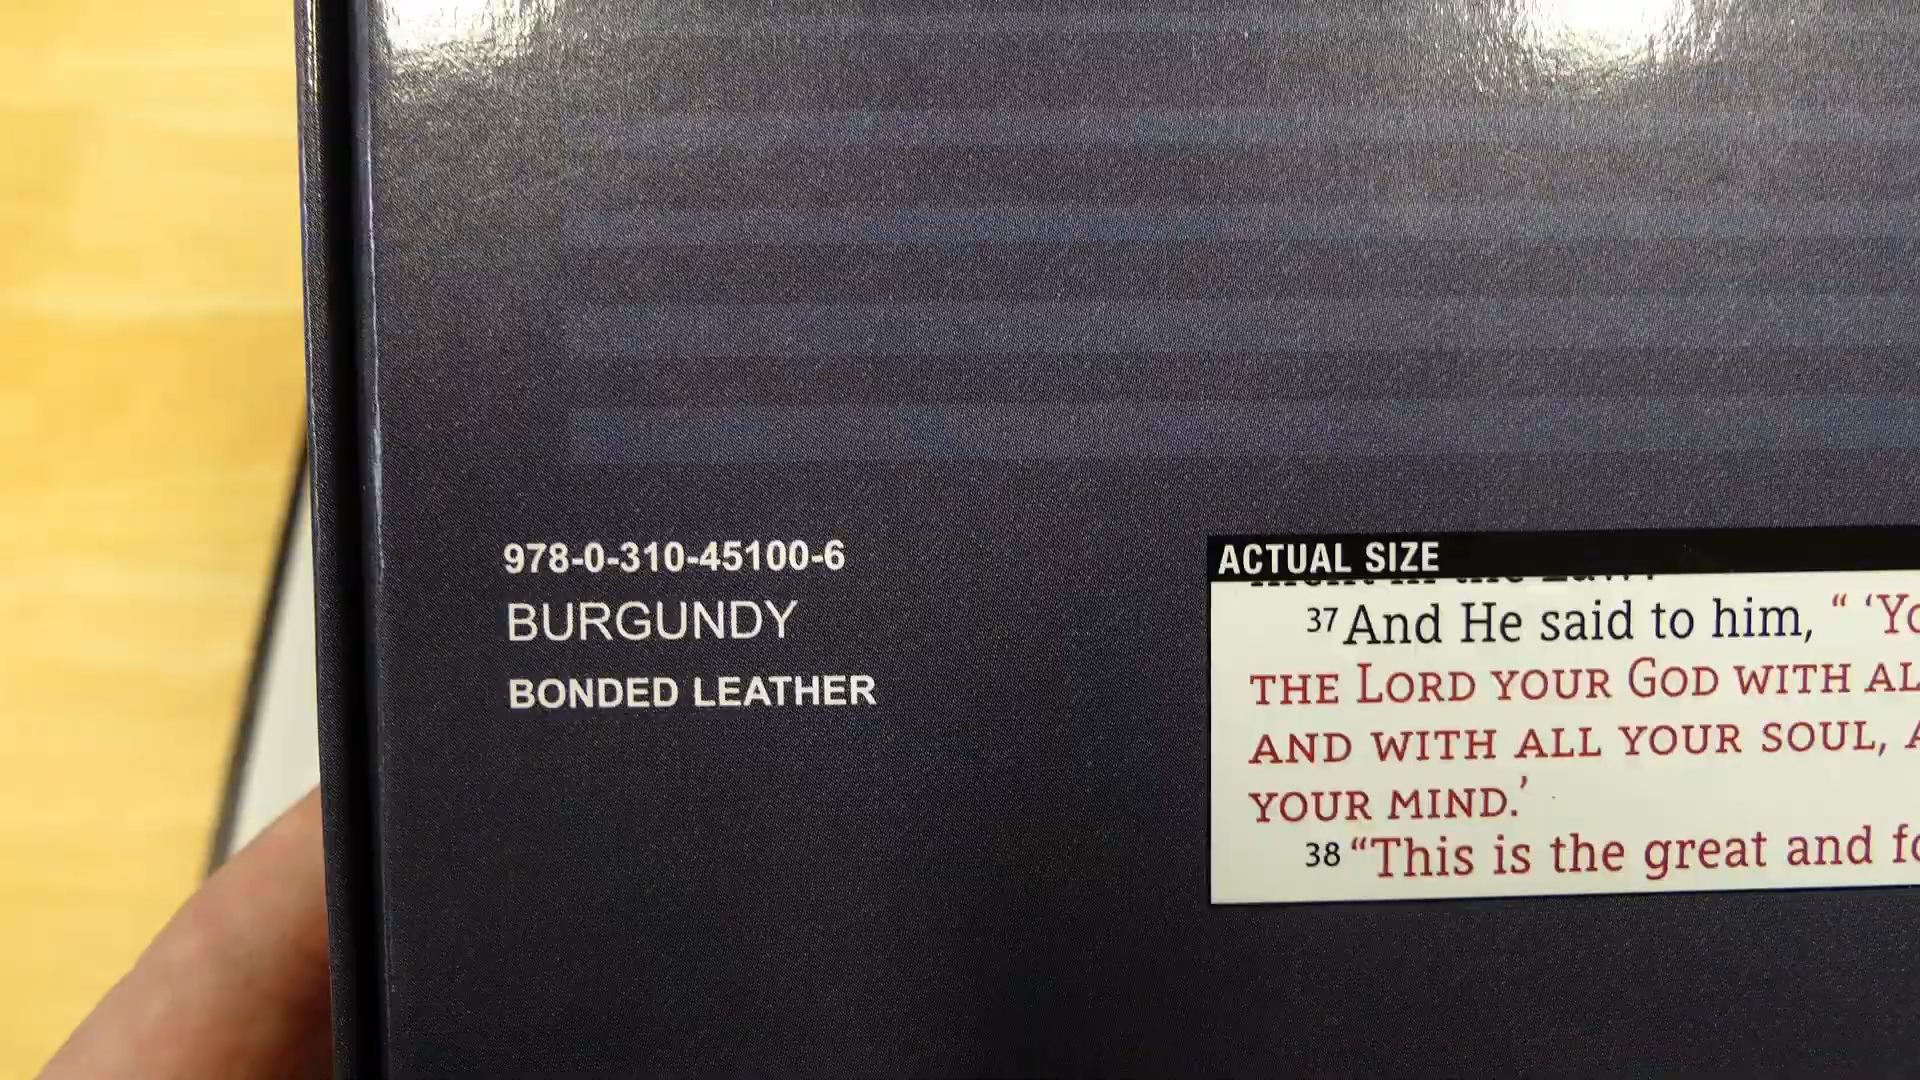 978-0-310-45100-6
BURGUNDY
BONDED LEATHER
ACTUAL SIZE
37 And He said to him, “ ‘Yo
THE LORD YOUR GOD WITH AL
AND WITH ALL YOUR SOUL, A
YOUR MIND.’
38 “This is the great and fo